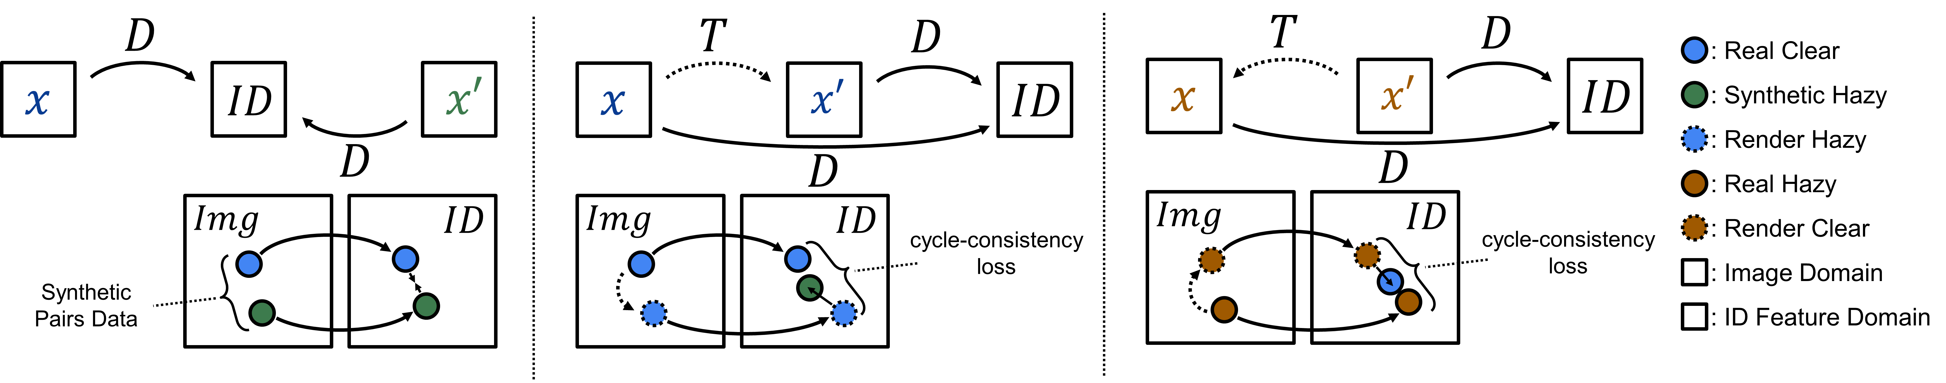 D
x
ID
x′
D
Img
ID
Synthetic
Pairs Data
T
D
x
x′
ID
D
Img
ID
cycle-consistency
loss
T
D
x
x′
ID
D
Img
ID
cycle-consistency
loss
: Real Clear
: Synthetic Hazy
: Render Hazy
: Real Hazy
: Render Clear
: Image Domain
: ID Feature Domain